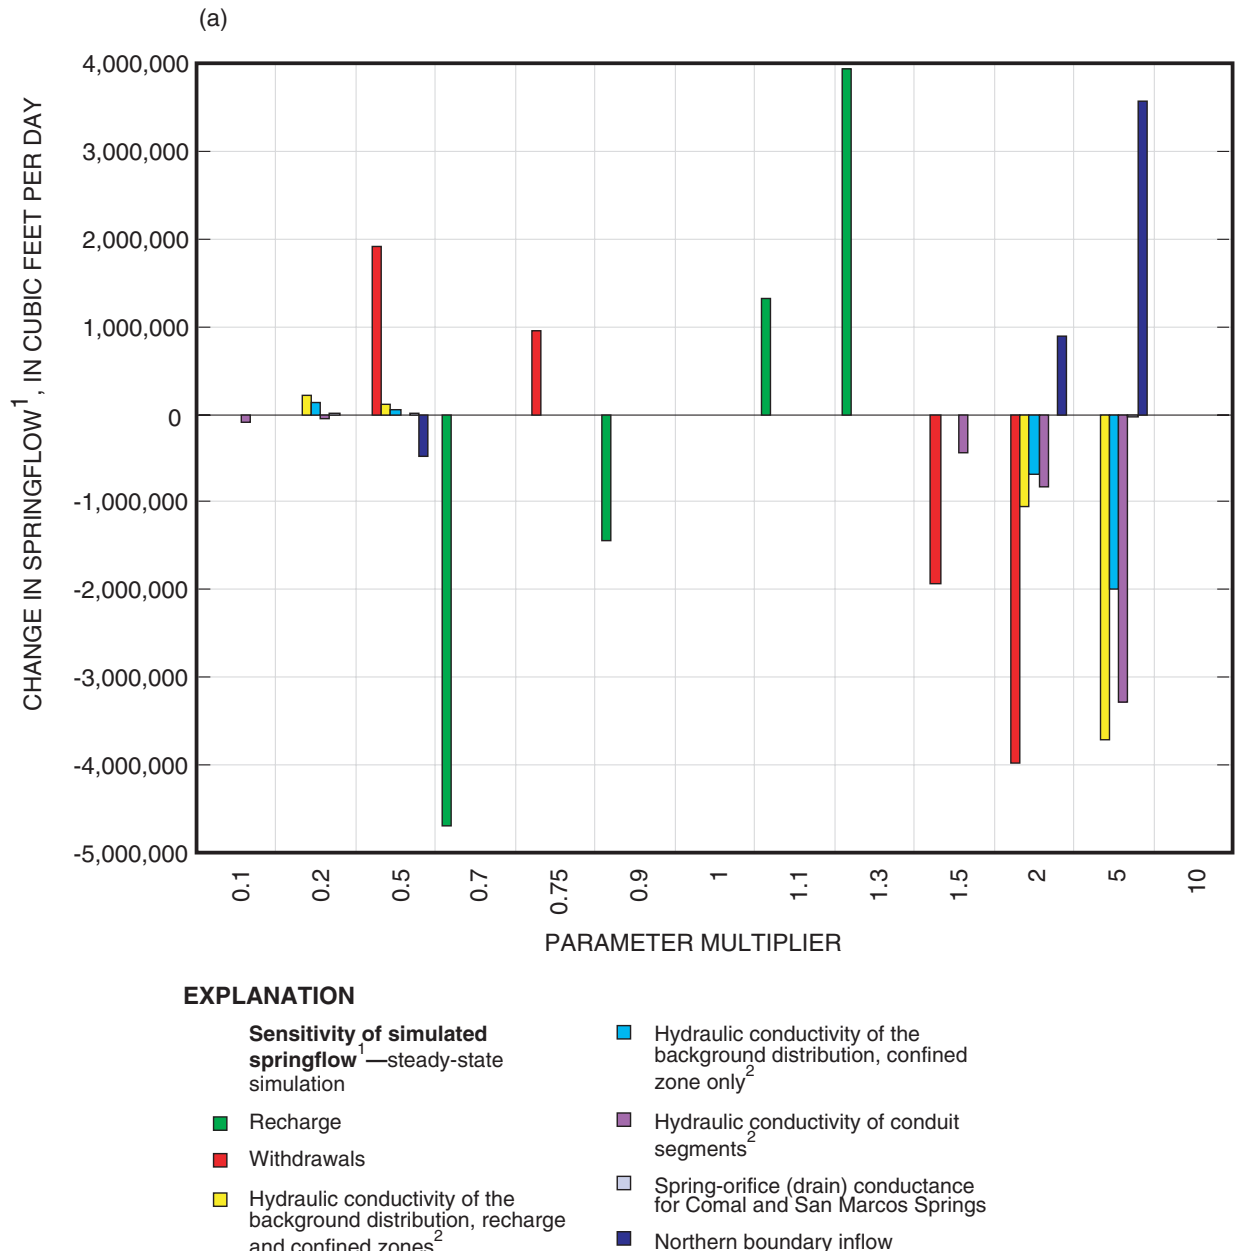 (a)
CHANGE IN SPRINGFLOW1, IN CUBIC FEET PER DAY
4,000,000
3,000,000
2,000,000
1,000,000
0
-1,000,000
-2,000,000
-3,000,000
-4,000,000
-5,000,000
0.1
0.2
0.5
0.7
0.75
0.9
1
1.1
1.3
1.5
2
5
10
PARAMETER MULTIPLIER
EXPLANATION
Sensitivity of simulated
springflow1—steady-state
simulation
Recharge
Withdrawals
Hydraulic conductivity of the
background distribution, recharge
and confined zones2
Hydraulic conductivity of the
background distribution, confined
zone only2
Hydraulic conductivity of conduit
segments2
Spring-orifice (drain) conductance
for Comal and San Marcos Springs
Northern boundary inflow